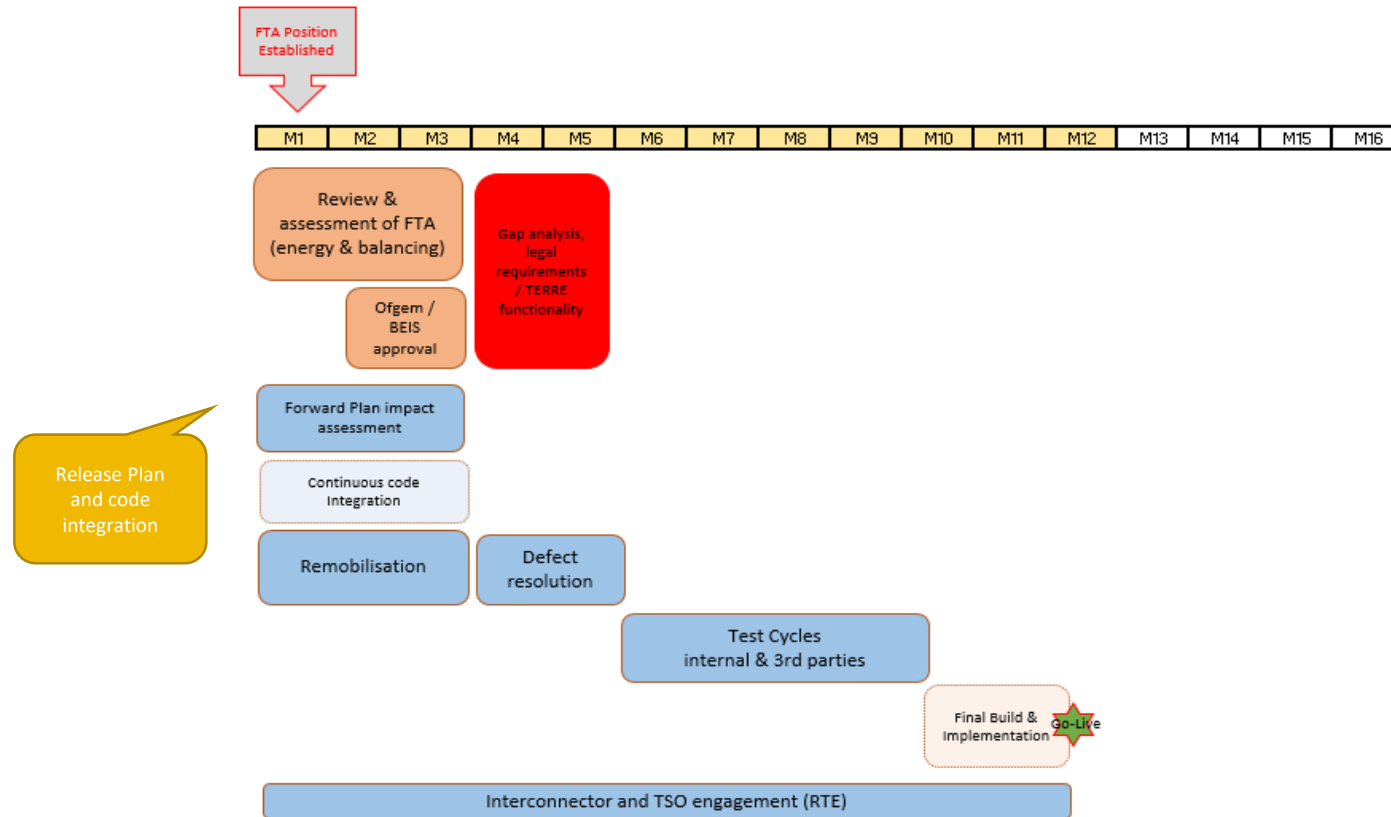 FTA Position
Established
M1 M2 M3 M4 M5 M6 M7 M8 M9 M10 M11 M12 M13 M14 M15 M16
Review &
assessment of FTA
(energy & balancing)
Gap analysis,
legal
requirements
/ TERRE
functionality
Ofgem /
BEIS
approval
Forward Plan impact
assessment
Release Plan
and code
integration
Continuous code
Integration
Remobilisation
Defect
resolution
Test Cycles
internal & 3rd parties
Final Build &
Implementation
Go-Live
Interconnector and TSO engagement (RTE)